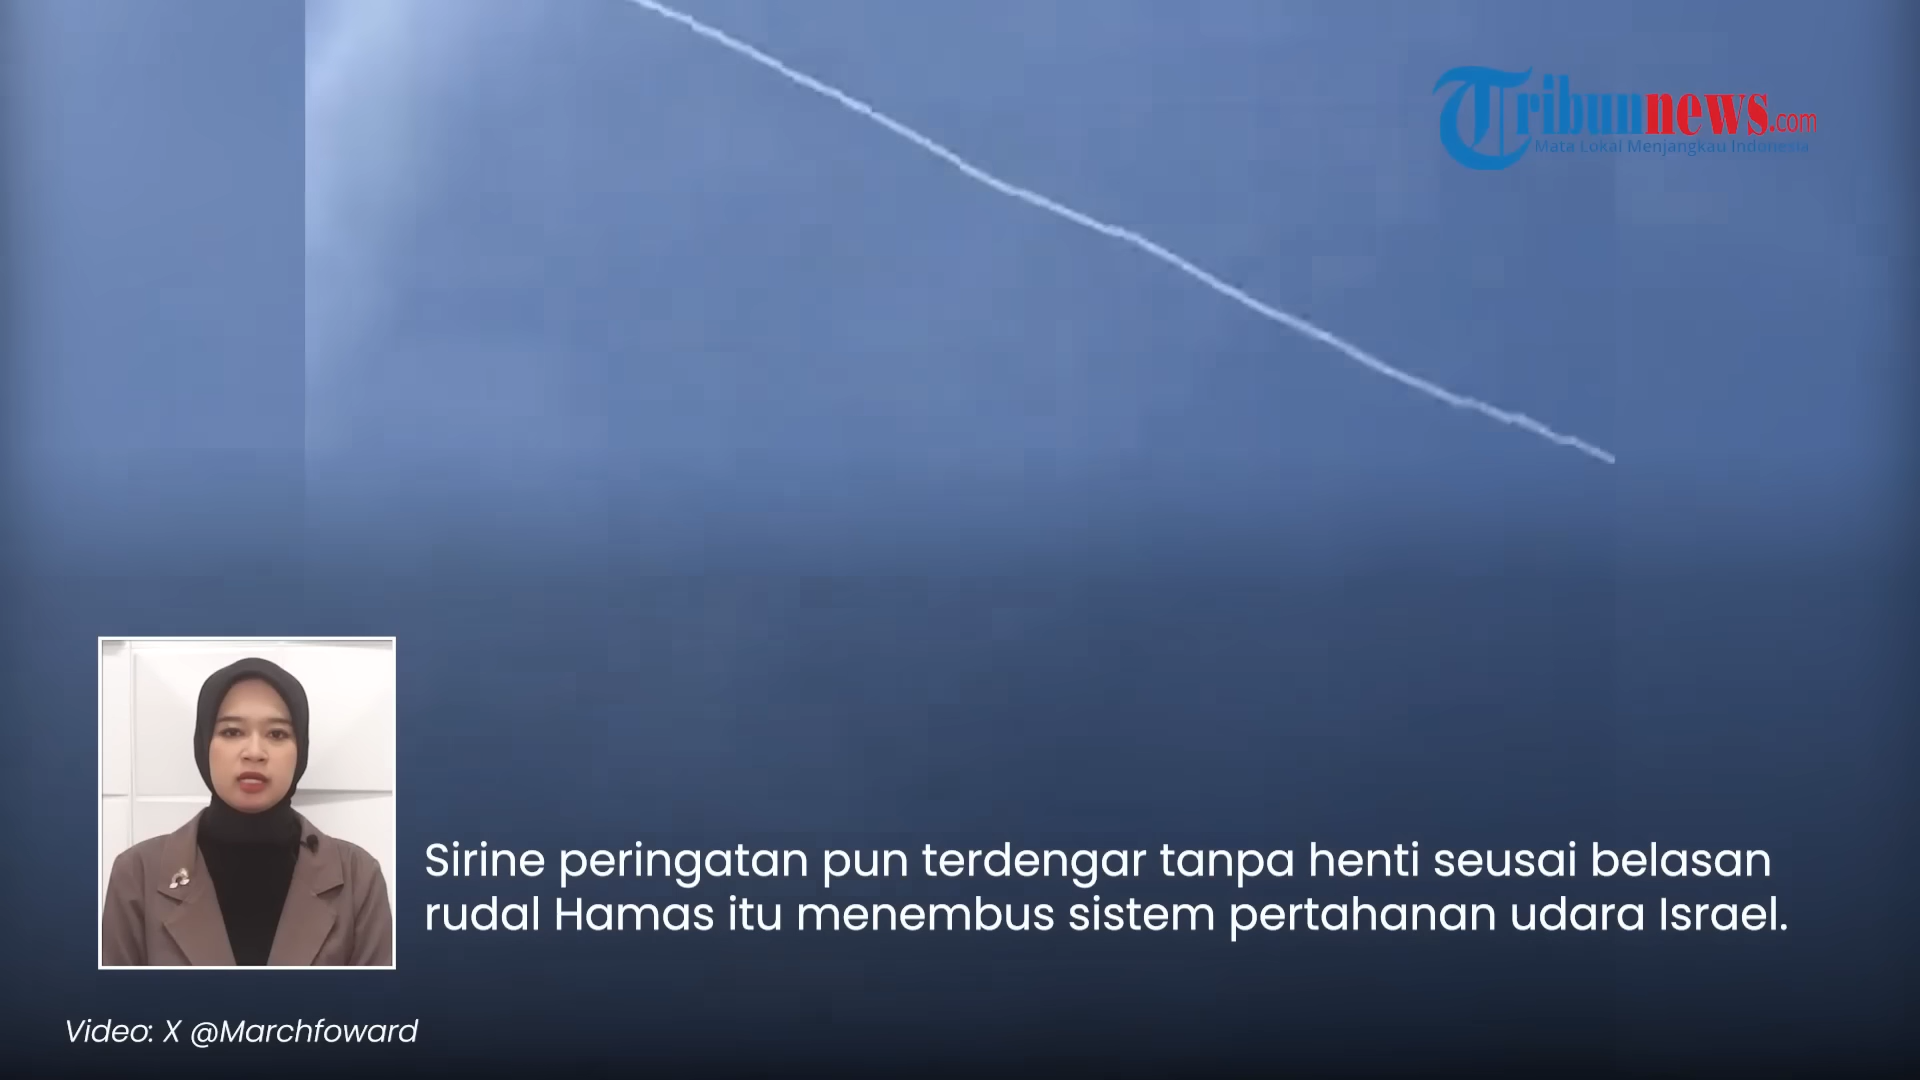 Tribunnews.com
Mata Lokal Menjangkau Indonesia
Sirine peringatan pun terdengar tanpa henti seusai belasan
rudal Hamas itu menembus sistem pertahanan udara Israel.
Video: X @Marchfoward